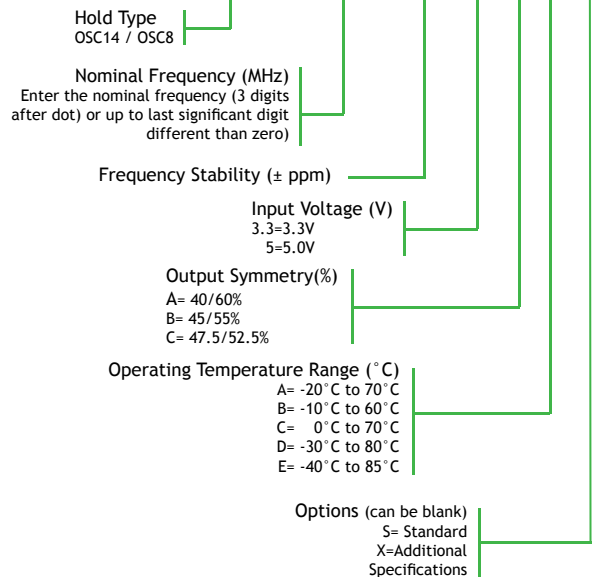 Hold Type
OSC14 / OSC8
Nominal Frequency (MHz)
Enter the nominal frequency (3 digits
after dot) or up to last significant digit
different than zero)
Frequency Stability (± ppm)
Input Voltage (V)
3.3=3.3V
5=5.0V
Output Symmetry(%)
A= 40/60%
B= 45/55%
C= 47.5/52.5%
Operating Temperature Range (°C)
A= -20°C to 70°C
B= -10°C to 60°C
C= 0°C to 70°C
D= -30°C to 80°C
E= -40°C to 85°C
Options (can be blank)
S= Standard
X=Additional
Specifications